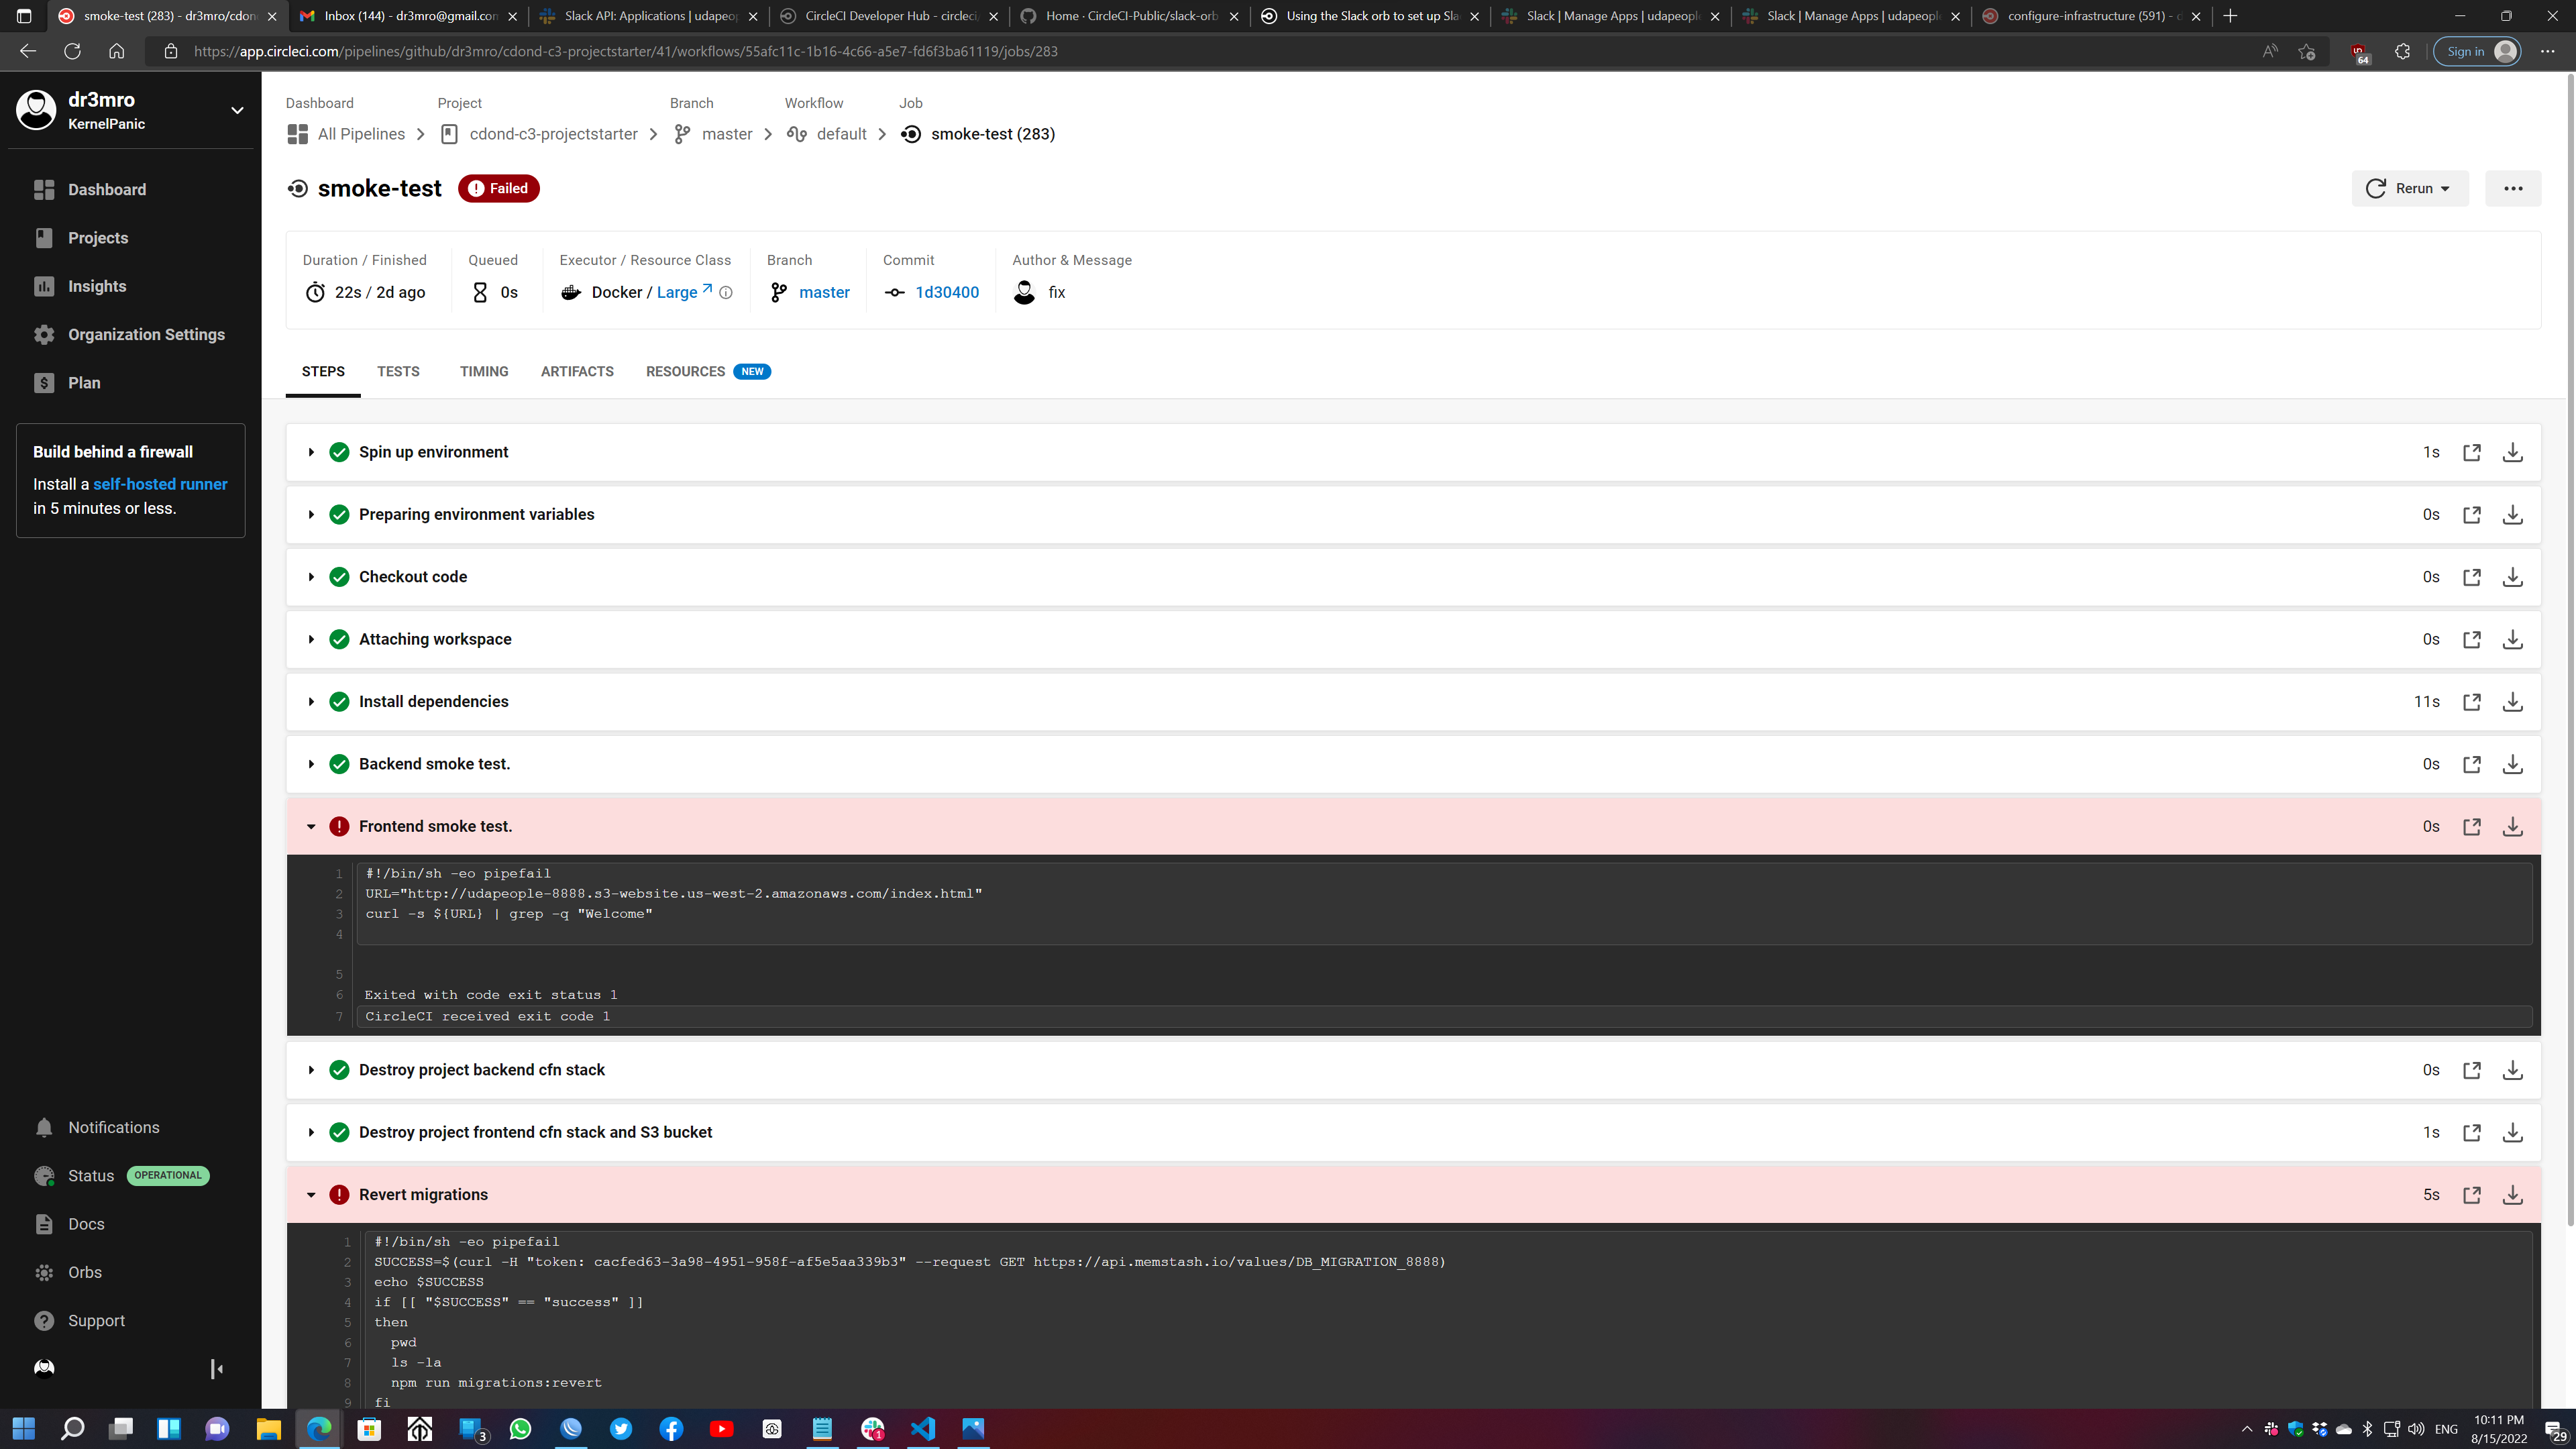 smoke-test (283) - dr3mro/cdon
Inbox (144) - dr3mro@gmail.com
Slack API: Applications | udapeop
CircleCI Developer Hub - circleci
Home · CircleCI-Public/slack-orb
Using the Slack orb to set up Sla
Slack | Manage Apps | udapeople
Slack | Manage Apps | udapeople
configure-infrastructure (591) - d
https://app.circleci.com/pipelines/github/dr3mro/cdond-c3-projectstarter/41/workflows/55afc11c-1b16-4c66-a5e7-fd6f3ba61119/jobs/283
64
Sign in
dr3mro
KernelPanic
Dashboard
Projects
Insights
Organization Settings
Plan
Build behind a firewall
Install a self-hosted runner
in 5 minutes or less.
Notifications
Status OPERATIONAL
Docs
Orbs
Support
Dashboard Project Branch Workflow Job
All Pipelines cdond-c3-projectstarter master default smoke-test (283)
smoke-test Failed
Rerun
Duration / Finished Queued Executor / Resource Class Branch Commit Author & Message
22s / 2d ago 0s Docker / Large master 1d30400 fix
STEPS TESTS TIMING ARTIFACTS RESOURCES NEW
Spin up environment 1s
Preparing environment variables 0s
Checkout code 0s
Attaching workspace 0s
Install dependencies 11s
Backend smoke test. 0s
Frontend smoke test. 0s
1 #!/bin/sh -eo pipefail
2 URL="http://udapeople-8888.s3-website.us-west-2.amazonaws.com/index.html"
3 curl -s ${URL} | grep -q "Welcome"
4
5
6 Exited with code exit status 1
7 CircleCI received exit code 1
Destroy project backend cfn stack 0s
Destroy project frontend cfn stack and S3 bucket 1s
Revert migrations 5s
1 #!/bin/sh -eo pipefail
2 SUCCESS=$(curl -H "token: cacfed63-3a98-4951-958f-af5e5aa339b3" --request GET https://api.memstash.io/values/DB_MIGRATION_8888)
3 echo $SUCCESS
4 if [[ "$SUCCESS" == "success" ]]
5 then
6 pwd
7 ls -la
8 npm run migrations:revert
9 fi
3
1
ENG
10:11 PM
8/15/2022
29